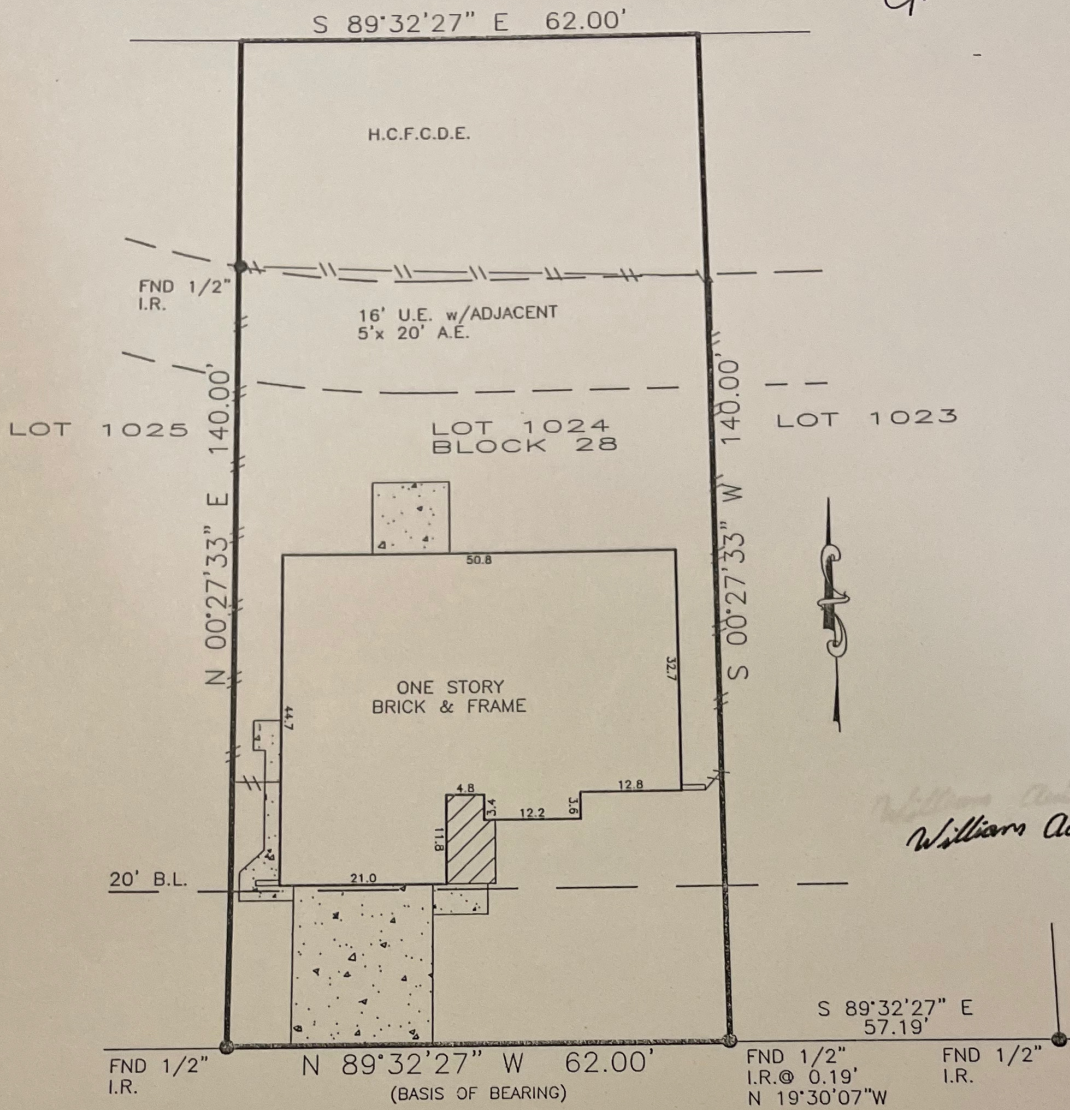 S 89°32'27" E 62.00'
H.C.F.C.D.E.
FND 1/2"
I.R.
16' U.E. w/ADJACENT
5'x 20' A.E.
N 00°27'33" E 140.00'
S 00°27'33" W 140.00'
LOT 1025
LOT 1024
BLOCK 28
LOT 1023
50.8
32.7
44.7
ONE STORY
BRICK & FRAME
4.8
3.4
12.2
3.6
12.8
11.8
William
20' B.L.
21.0
S 89°32'27" E
57.19'
FND 1/2"
I.R.
N 89°32'27" W 62.00'
(BASIS OF BEARING)
FND 1/2"
I.R.@ 0.19'
N 19°30'07"W
FND 1/2"
I.R.